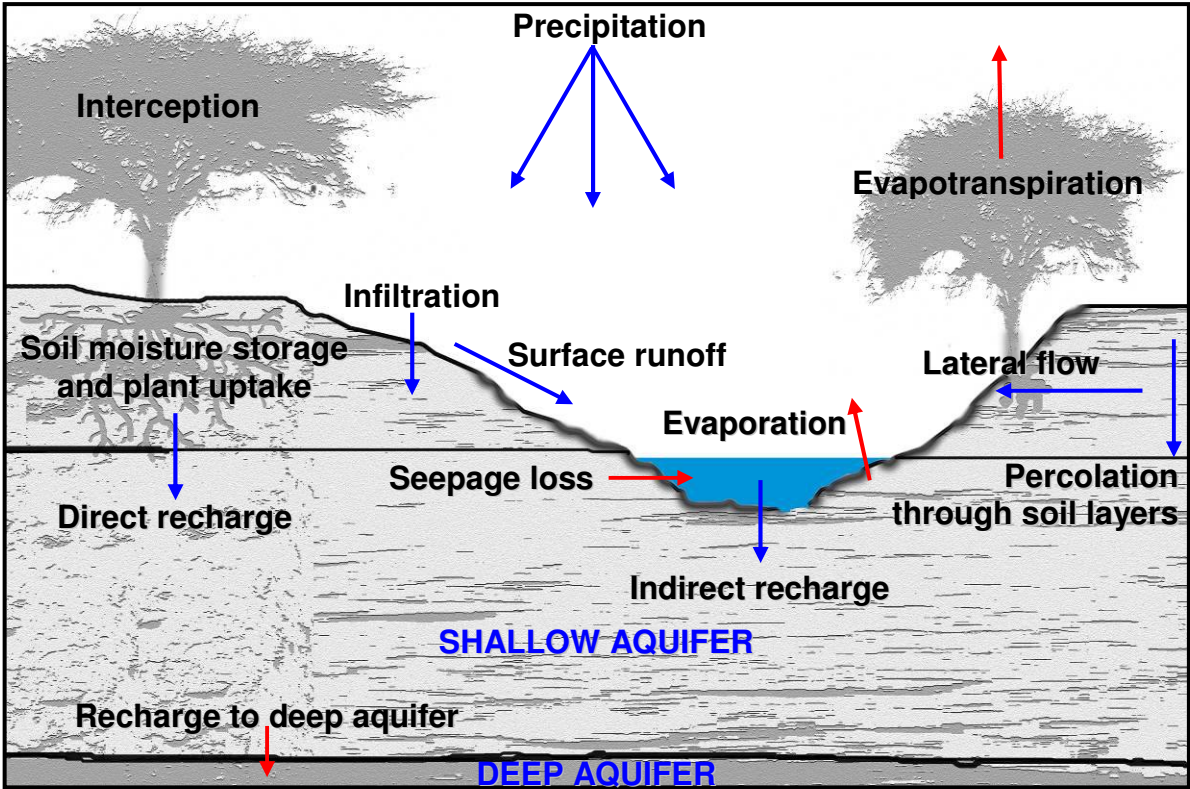 Precipitation
Interception
Evapotranspiration
Infiltration
Soil moisture storage
and plant uptake
Surface runoff
Lateral flow
Evaporation
Seepage loss
Percolation
through soil layers
Direct recharge
Indirect recharge
SHALLOW AQUIFER
Recharge to deep aquifer
DEEP AQUIFER